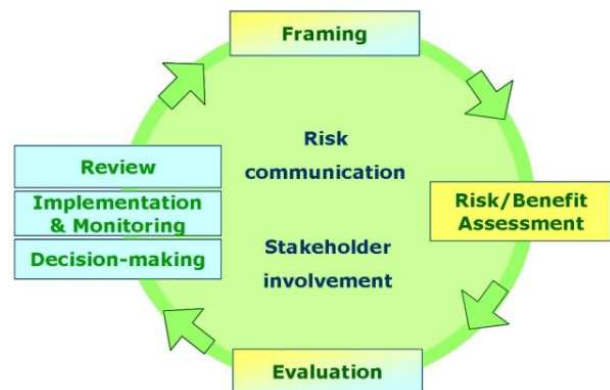 Framing
Risk
communication
Review
Implementation
& Monitoring
Decision-making
Risk/Benefit
Assessment
Stakeholder
involvement
Evaluation